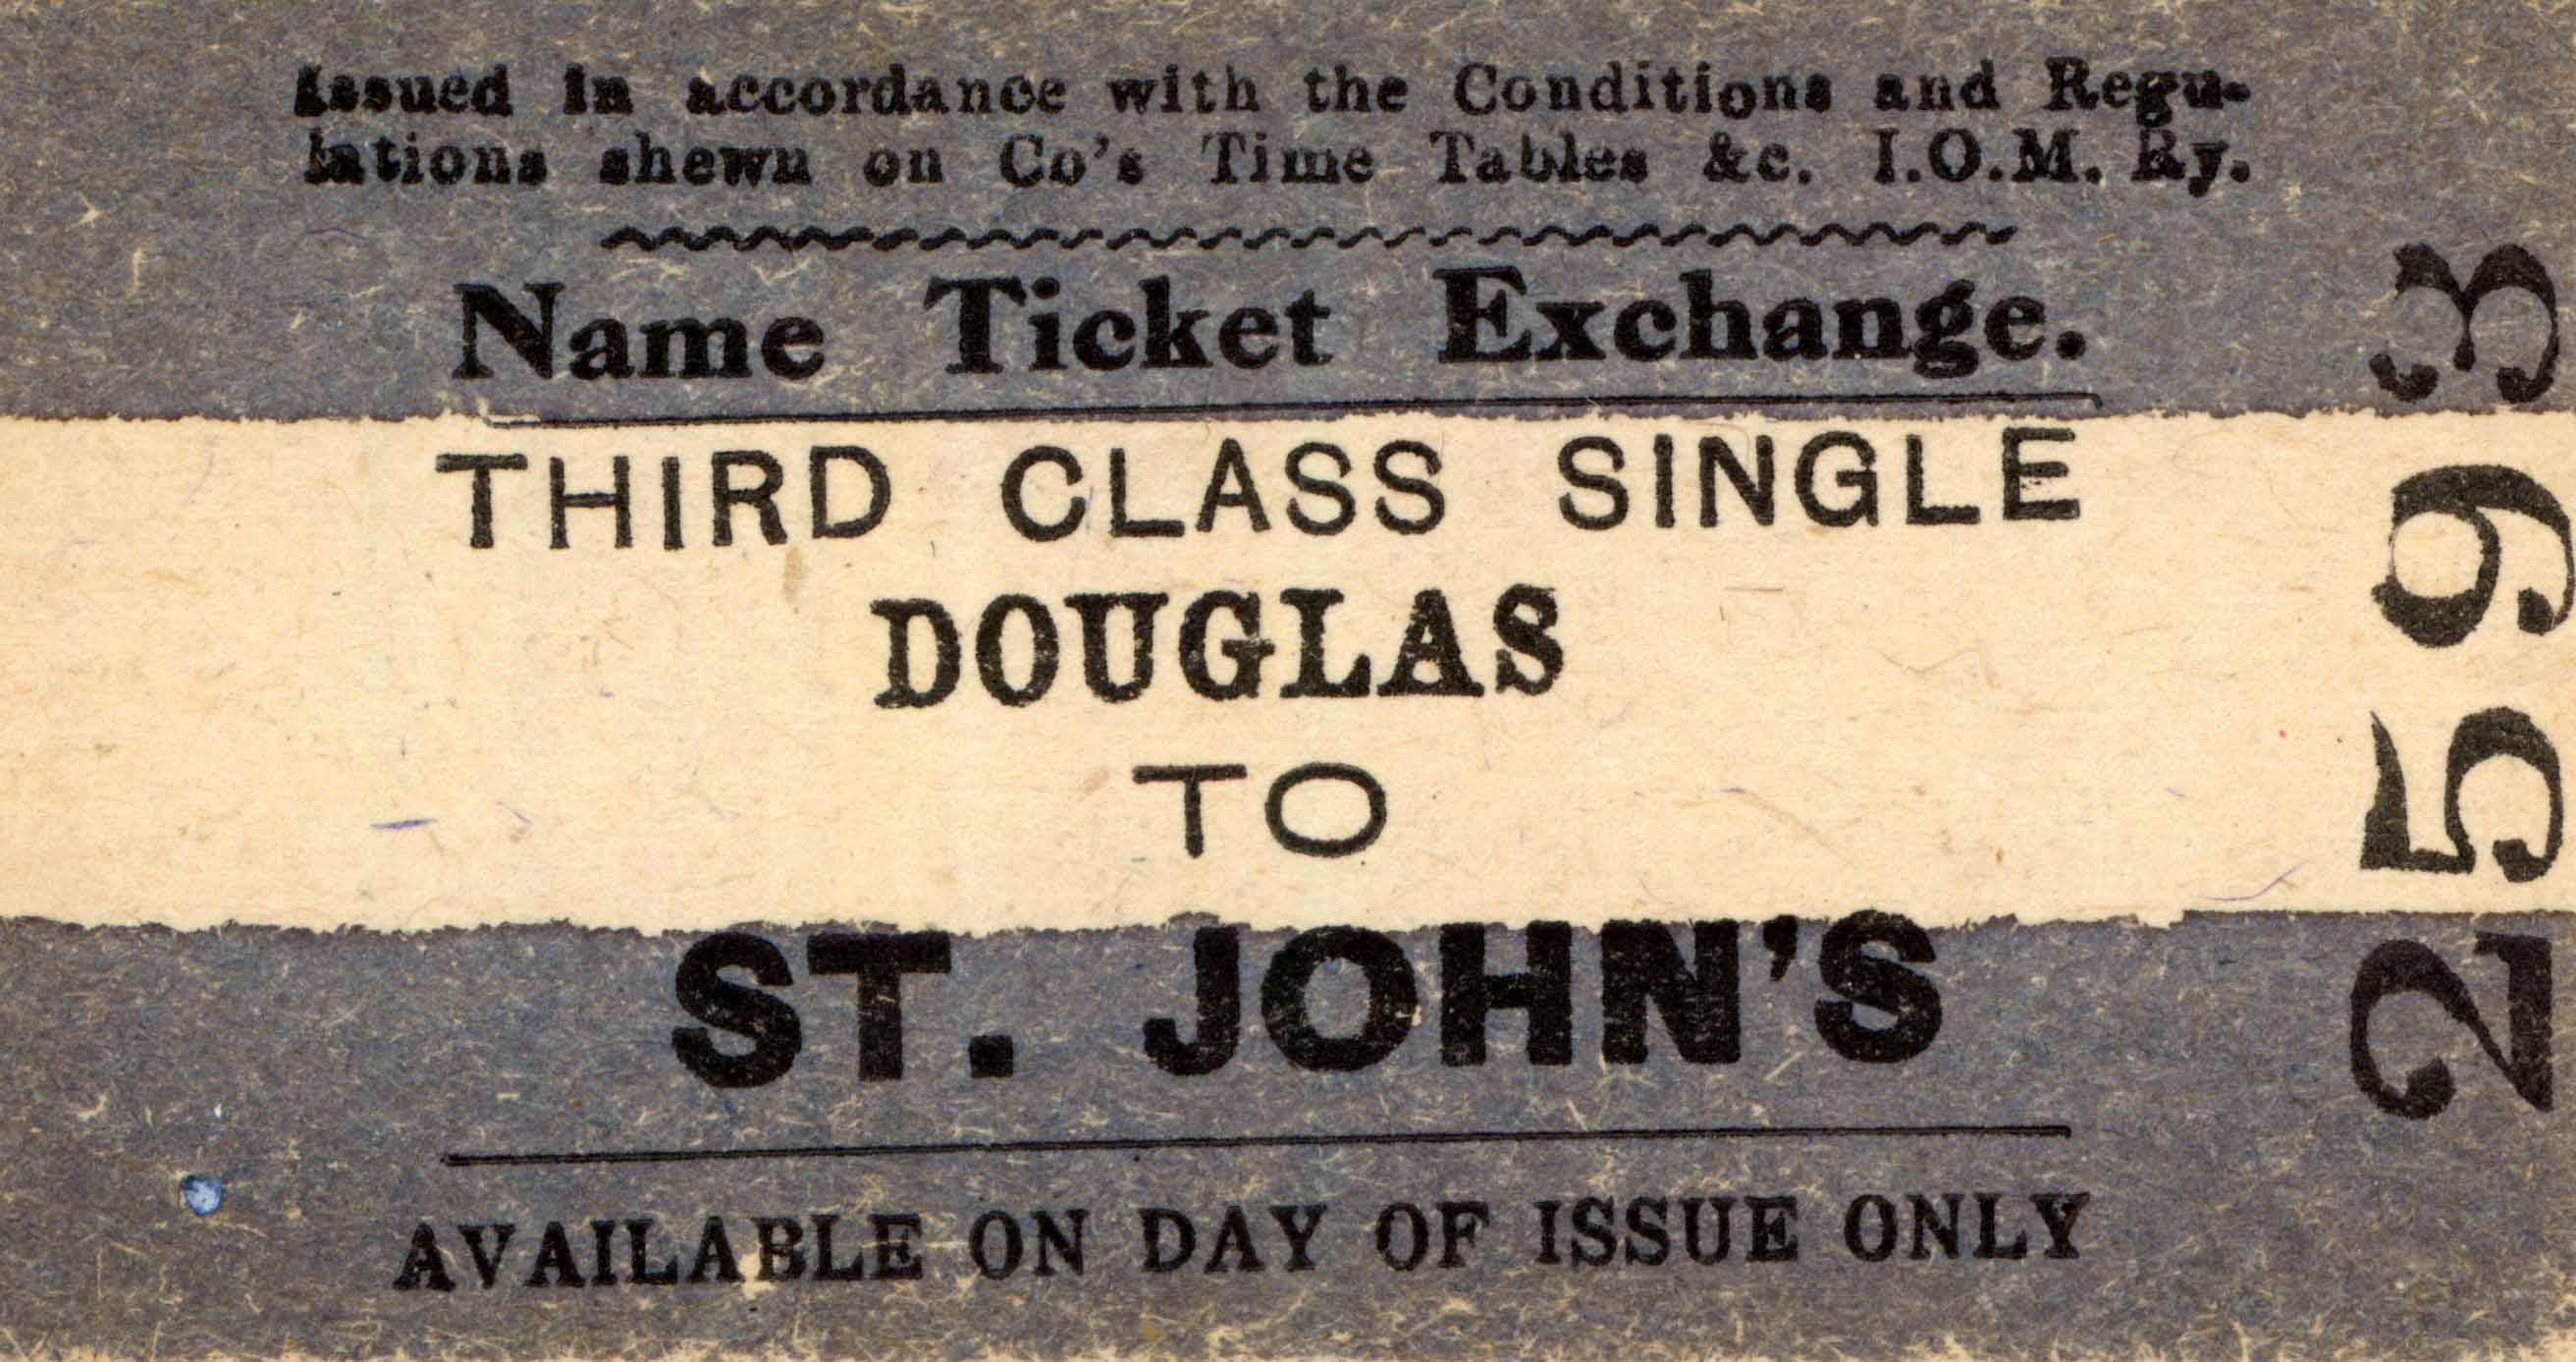 Issued in accordance with the Conditions and Regu-
lations shewn on Co's Time Tables &c. I.O.M. Ry.
Name Ticket Exchange.
THIRD CLASS SINGLE
DOUGLAS
TO
ST. JOHN'S
AVAILABLE ON DAY OF ISSUE ONLY
2593